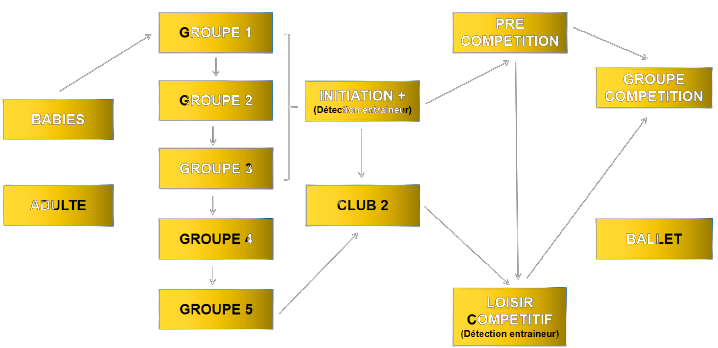 BABIES
ADULTE
GROUPE 1
GROUPE 2
GROUPE 3
GROUPE 4
GROUPE 5
INITIATION +
(Détection entraineur)
CLUB 2
PRE
COMPETITION
LOISIR
COMPETITIF
(Détection entraineur)
GROUPE
COMPETITION
BALLET